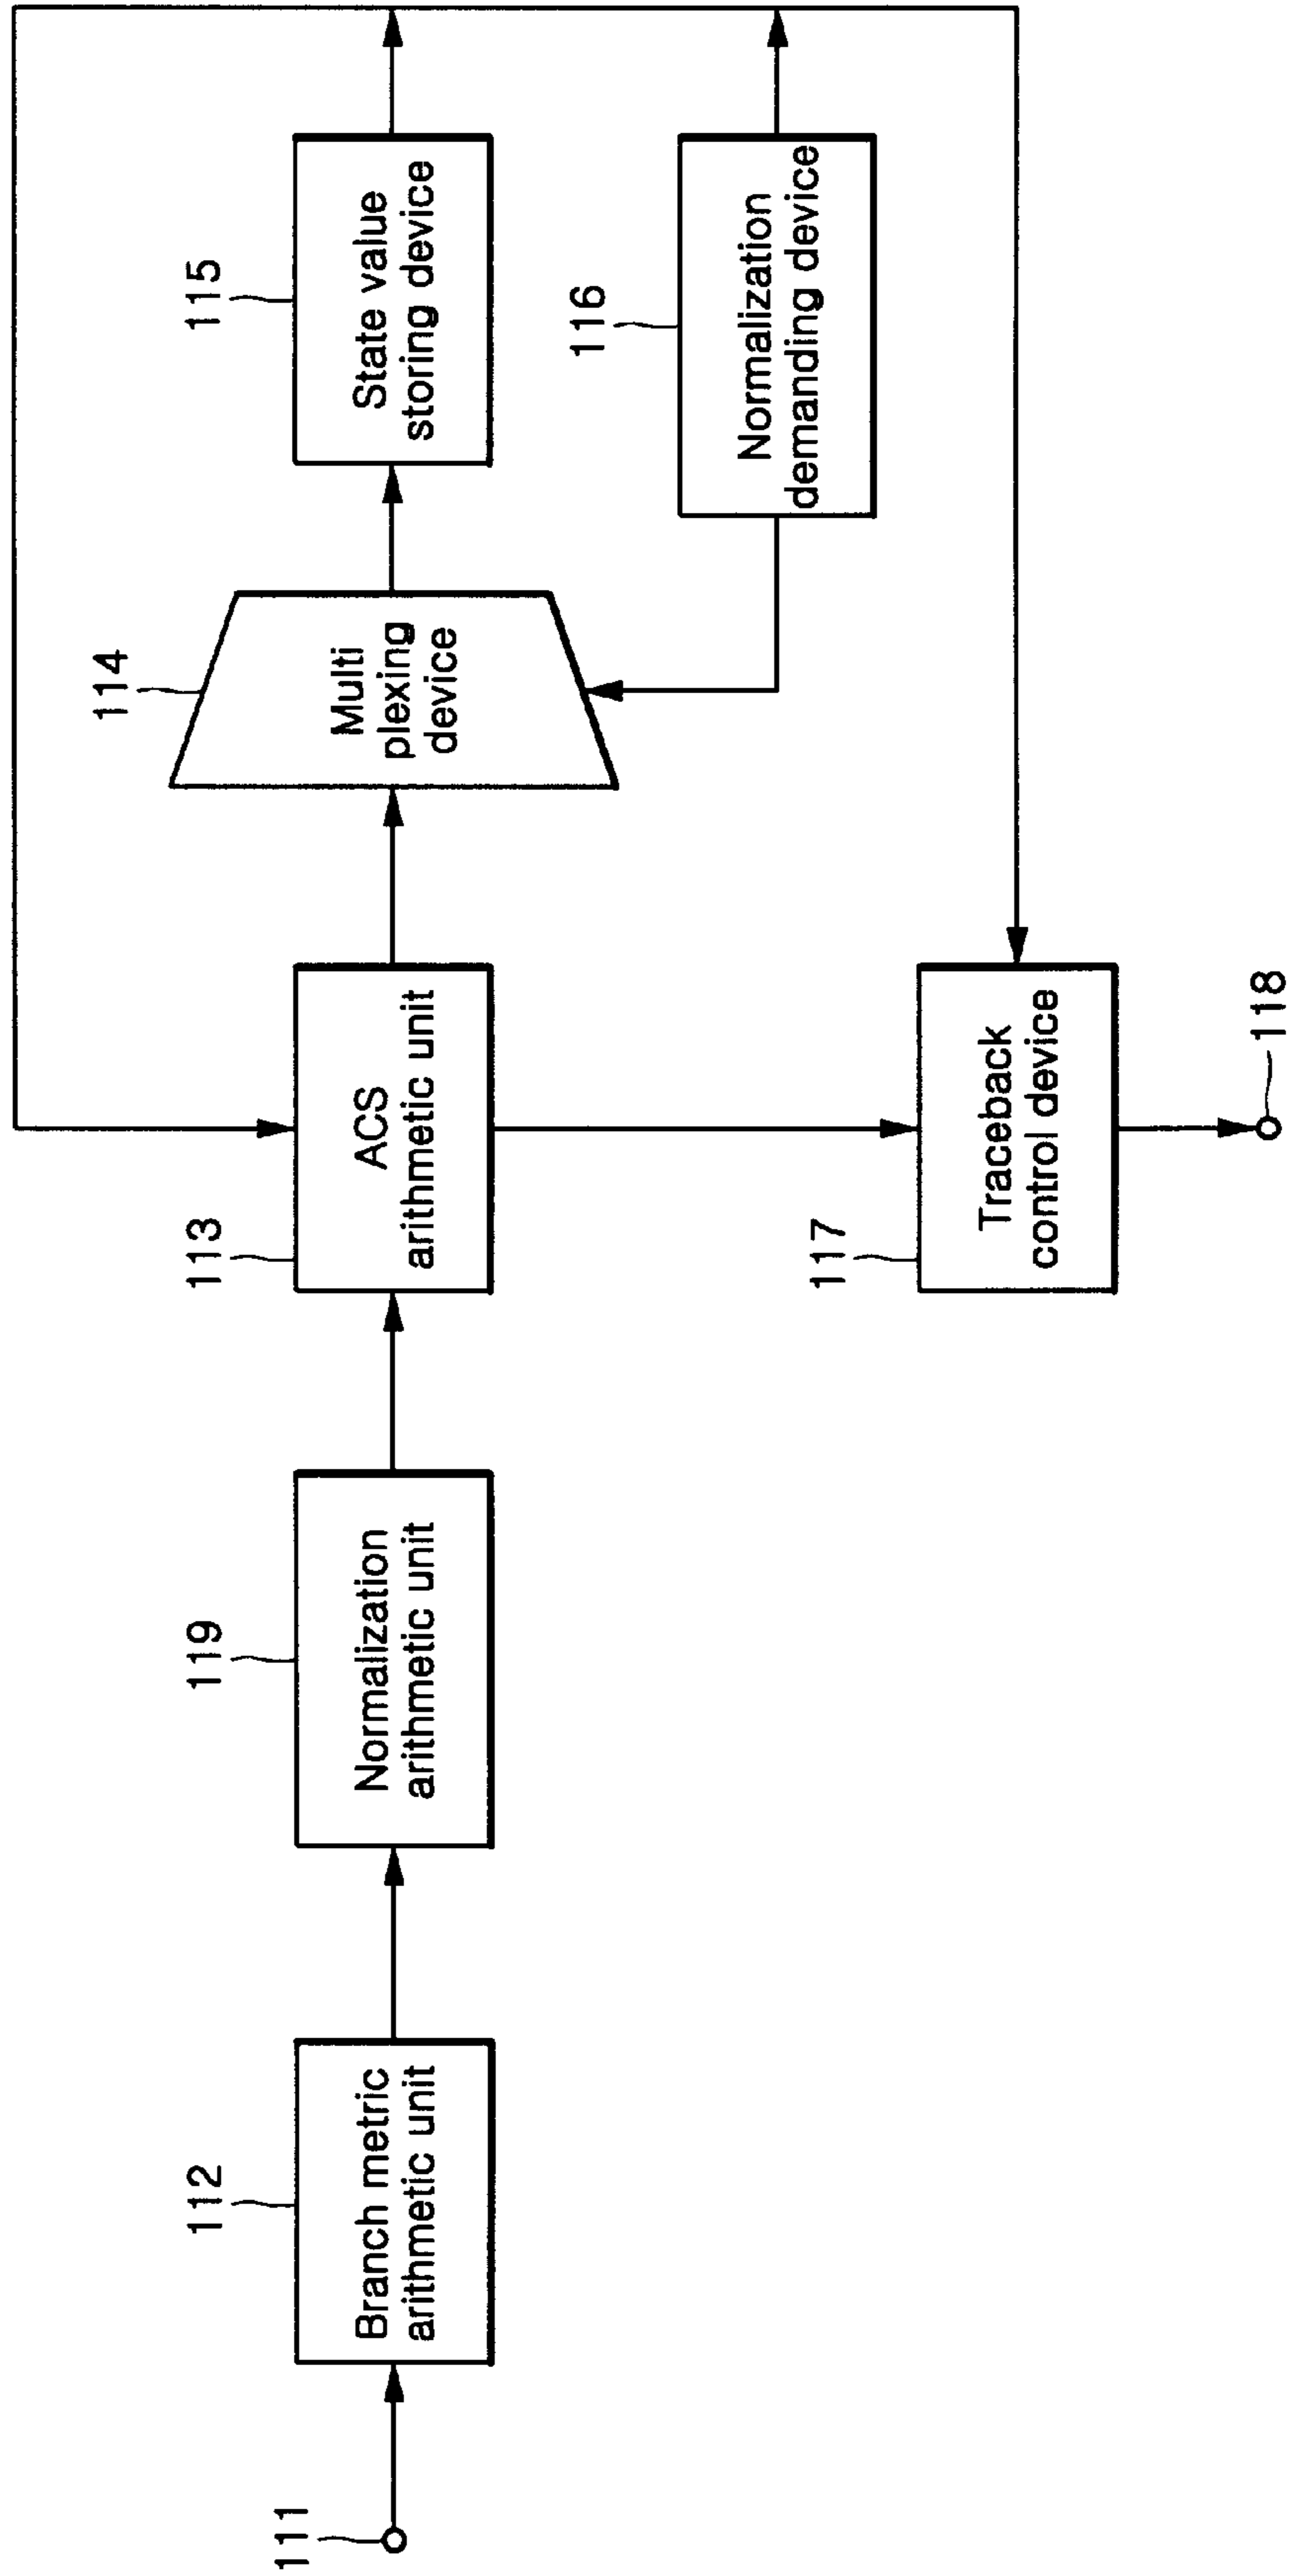 111
112
Branch metric
arithmetic unit
119
Normalization
arithmetic unit
113
ACS
arithmetic unit
114
Multi
plexing
device
115
State value
storing device
116
Normalization
demanding device
117
Traceback
control device
118